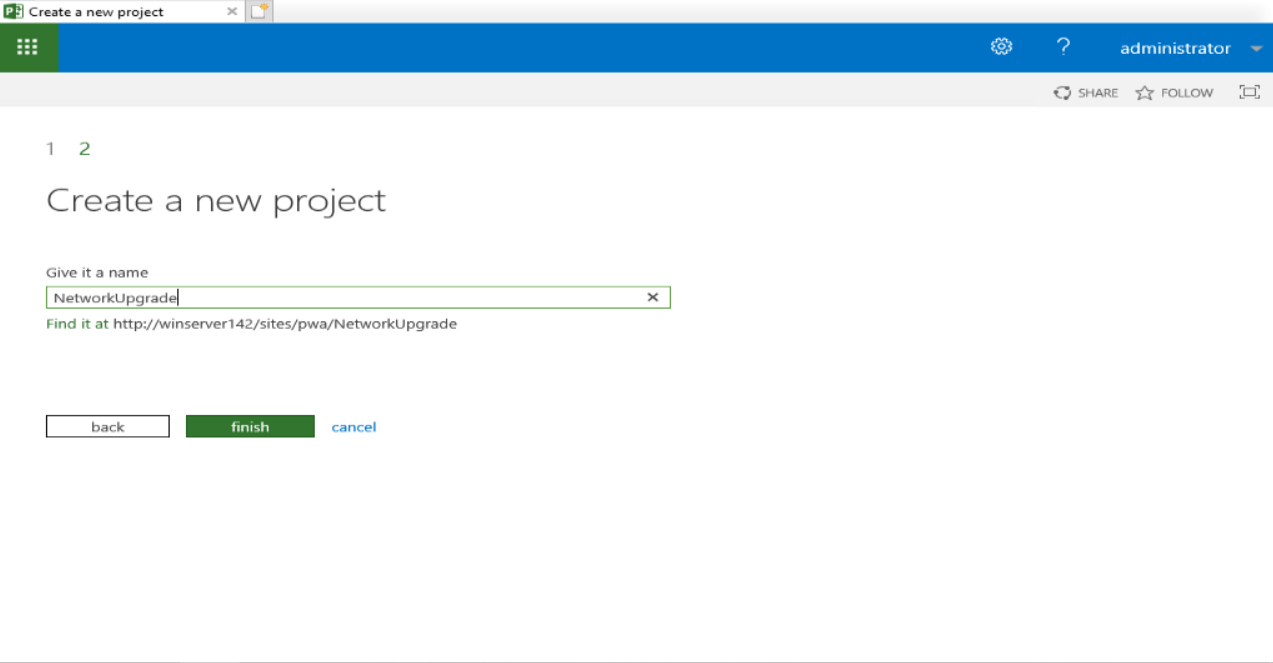 Create a new project
? administrator
SHARE FOLLOW
1 2
Create a new project
Give it a name
NetworkUpgrade
Find it at http://winserver142/sites/pwa/NetworkUpgrade
back finish cancel